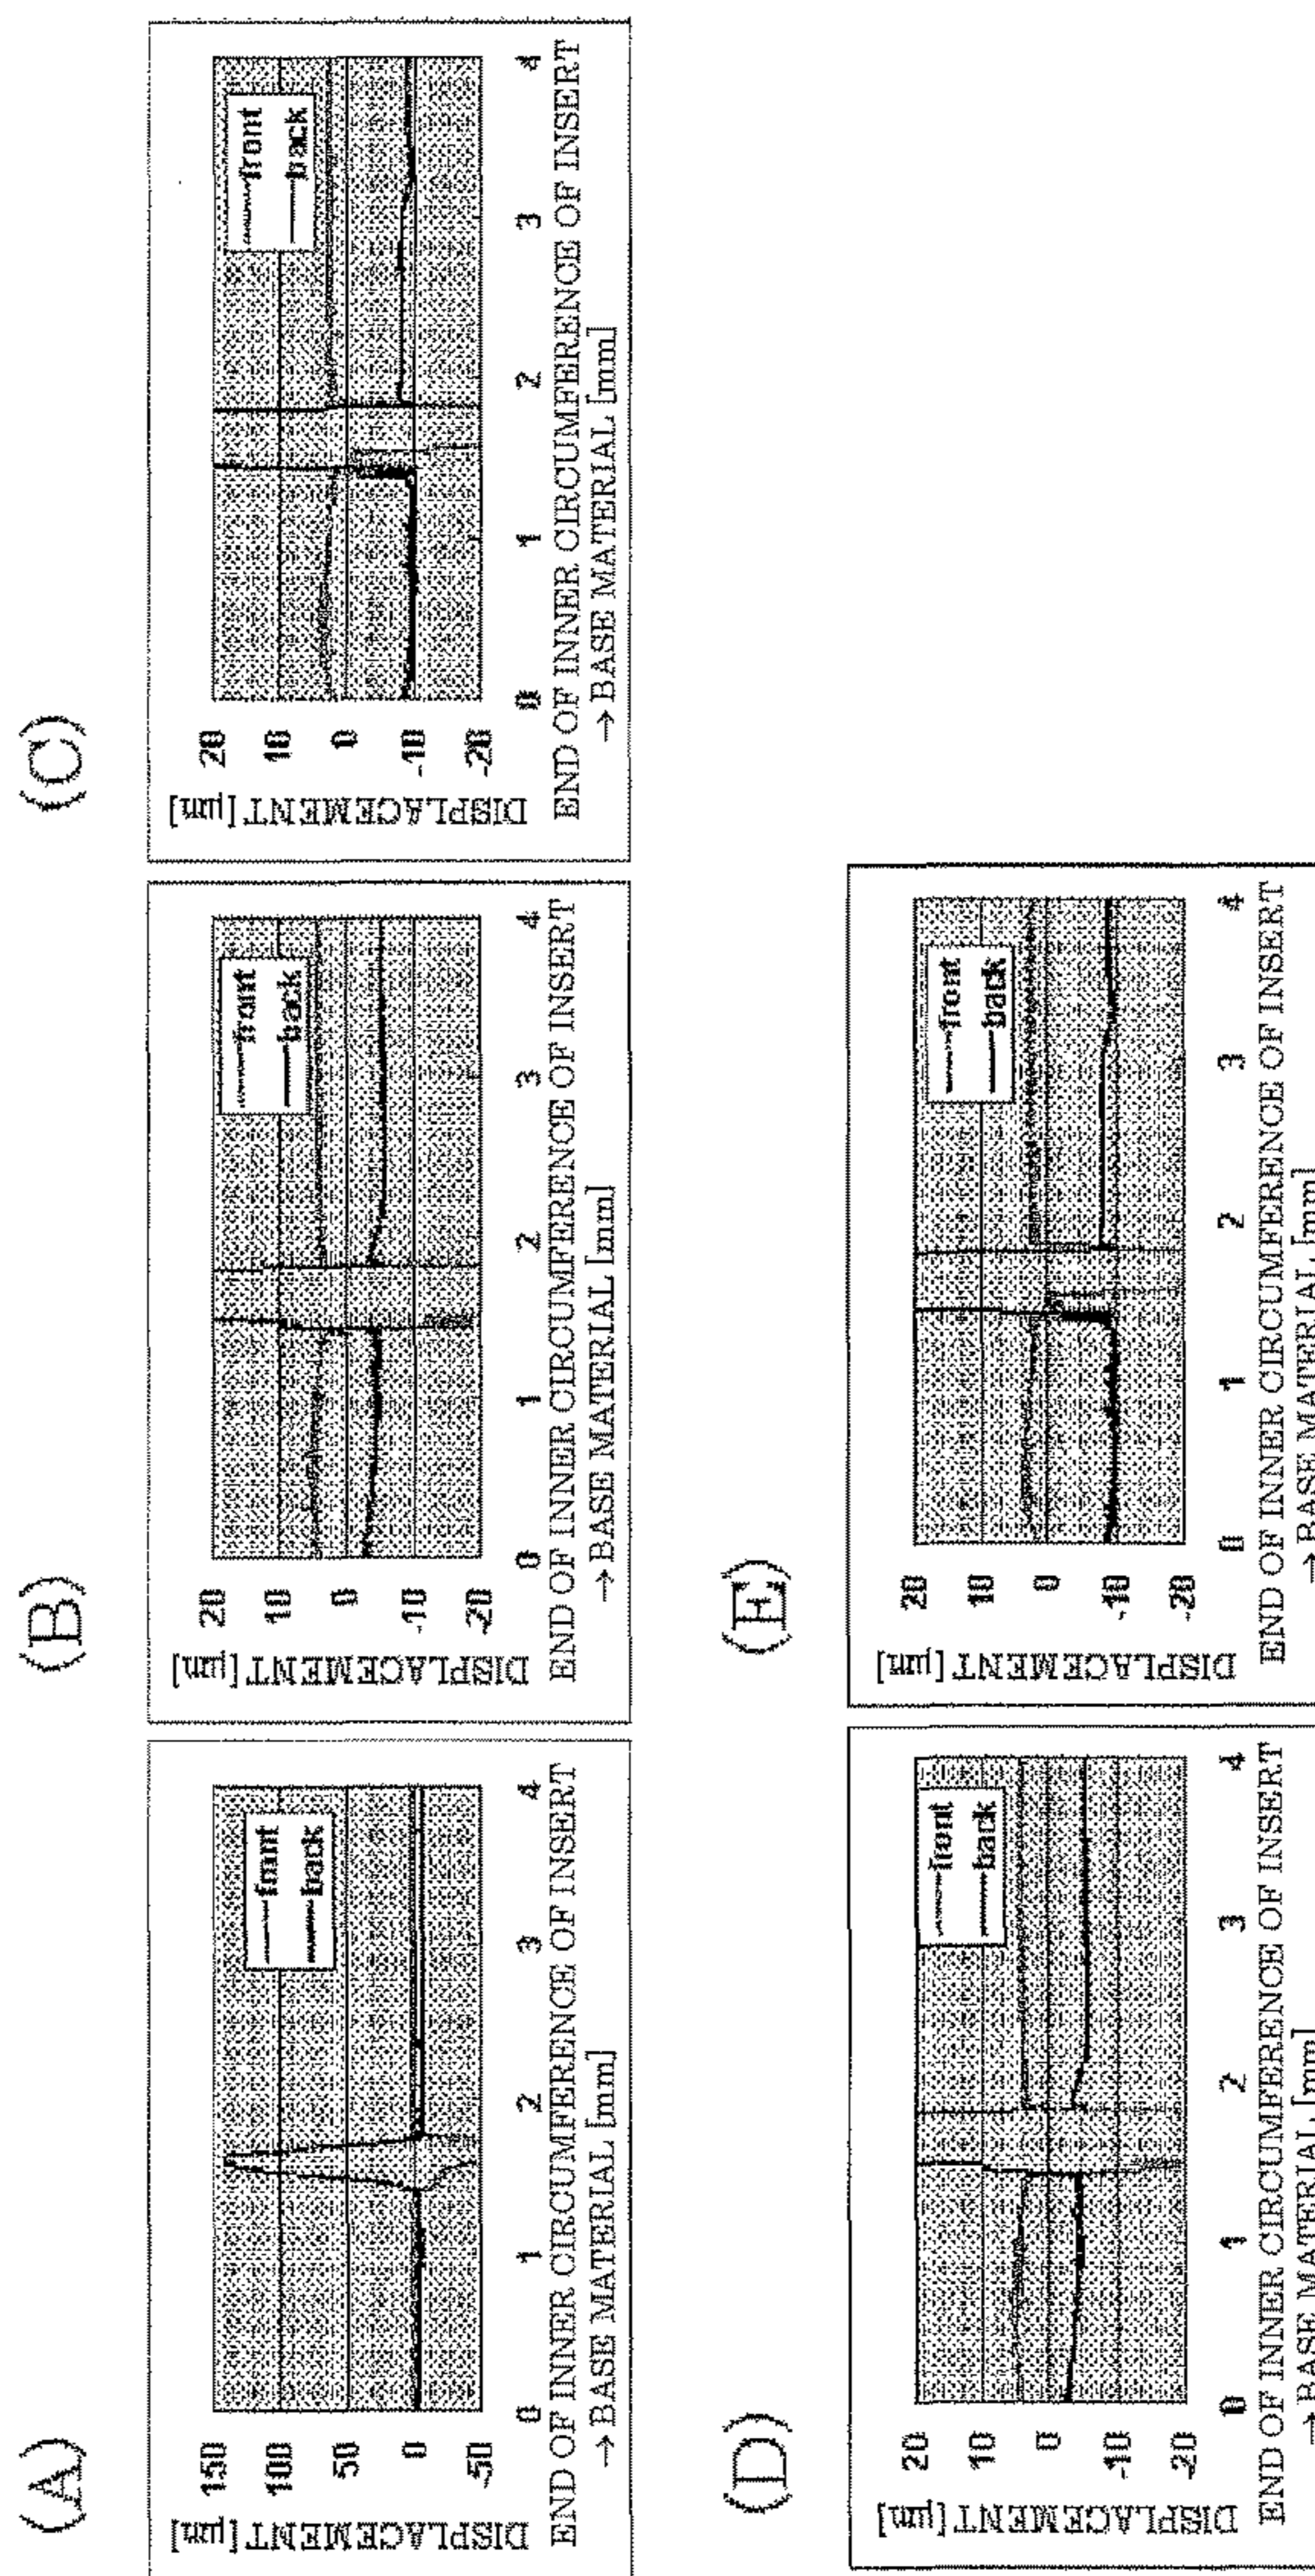 (A)
DISPLACEMENT [µm]
150
100
50
0
-50
front
back
0 1 2 3 4
END OF INNER CIRCUMFERENCE OF INSERT
→ BASE MATERIAL [mm]
(B)
DISPLACEMENT [µm]
20
10
0
-10
-20
front
back
0 1 2 3 4
END OF INNER CIRCUMFERENCE OF INSERT
→ BASE MATERIAL [mm]
(C)
DISPLACEMENT [µm]
20
10
0
-10
-20
front
back
0 1 2 3 4
END OF INNER CIRCUMFERENCE OF INSERT
→ BASE MATERIAL [mm]
(D)
DISPLACEMENT [µm]
20
10
0
-10
-20
front
back
0 1 2 3 4
END OF INNER CIRCUMFERENCE OF INSERT
→ BASE MATERIAL [mm]
(E)
DISPLACEMENT [µm]
20
10
0
-10
-20
front
back
0 1 2 3 4
END OF INNER CIRCUMFERENCE OF INSERT
→ BASE MATERIAL [mm]